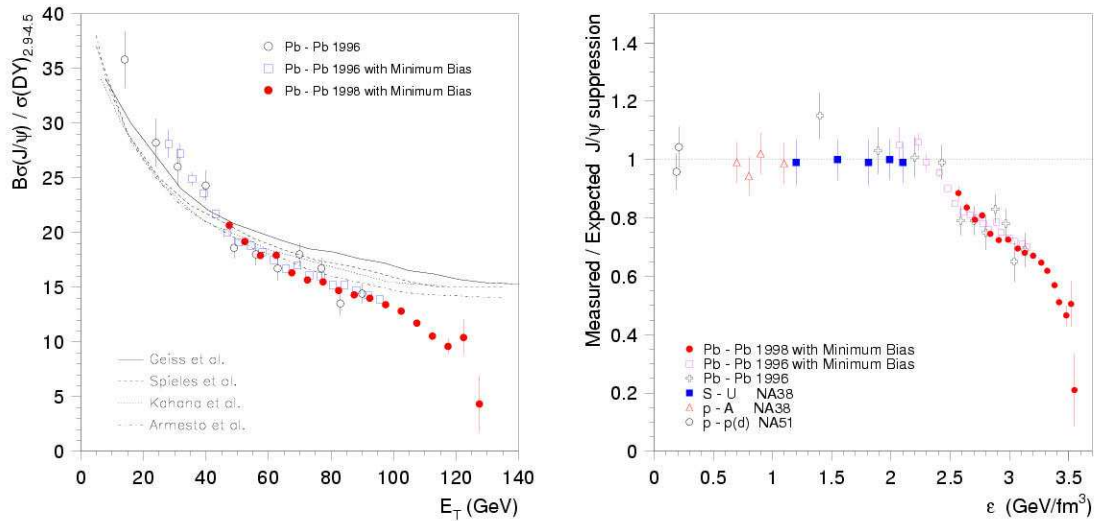 Bσ(J/ψ) / σ(DY)2.9-4.5
40
35
30
25
20
15
10
5
0
Pb - Pb 1996
Pb - Pb 1996 with Minimum Bias
Pb - Pb 1998 with Minimum Bias
Geiss et al.
Spieles et al.
Kahana et al.
Armesto et al.
0 20 40 60 80 100 120 140
ET (GeV)
Measured / Expected J/ψ suppression
1.4
1.2
1
0.8
0.6
0.4
0.2
0
Pb - Pb 1998 with Minimum Bias
Pb - Pb 1996 with Minimum Bias
Pb - Pb 1996
S - U NA38
p - A NA38
p - p(d) NA51
0 0.5 1 1.5 2 2.5 3 3.5
ε (GeV/fm³)